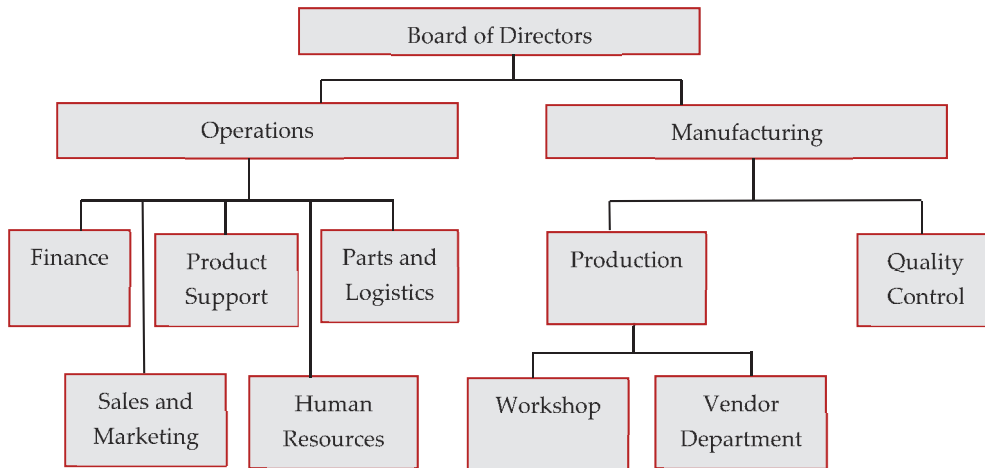 Board of Directors
Operations
Manufacturing
Finance
Product
Support
Parts and
Logistics
Production
Quality
Control
Sales and
Marketing
Human
Resources
Workshop
Vendor
Department